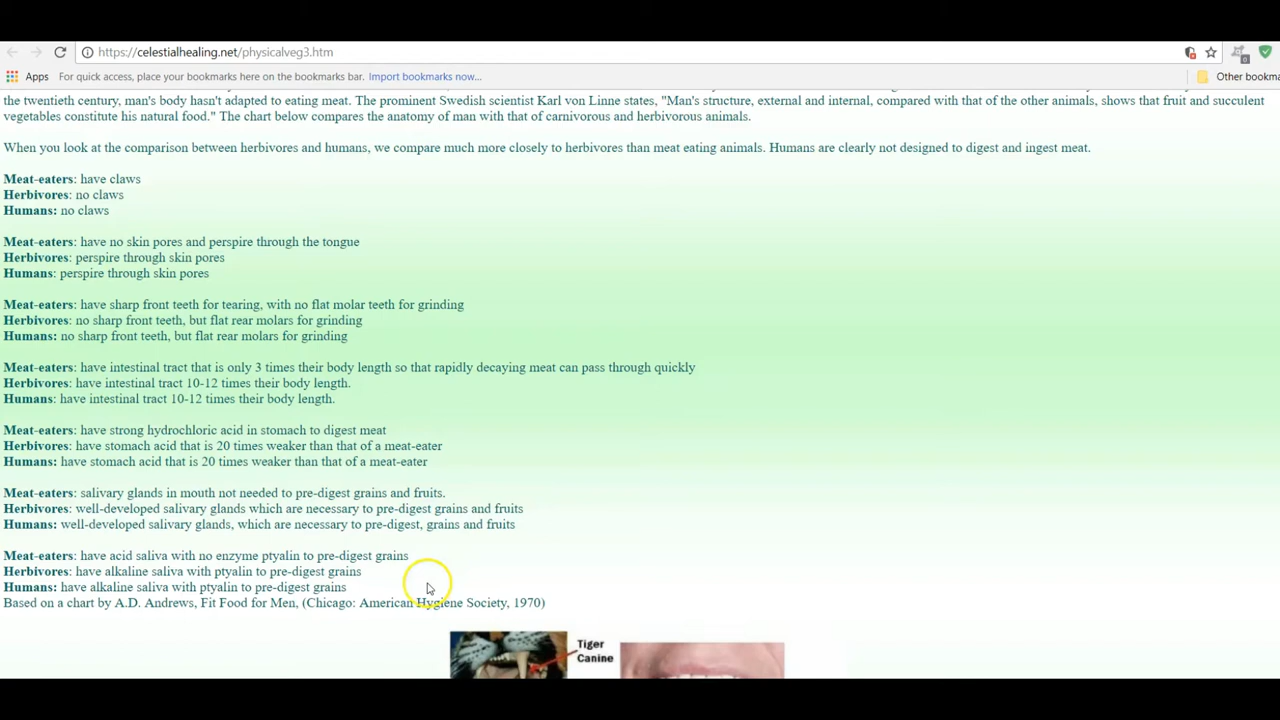 https://celestialhealing.net/physicalveg3.htm
Apps For quick access, place your bookmarks here on the bookmarks bar. Import bookmarks now... Other bookma
the twentieth century, man's body hasn't adapted to eating meat. The prominent Swedish scientist Karl von Linne states, "Man's structure, external and internal, compared with that of the other animals, shows that fruit and succulent
vegetables constitute his natural food." The chart below compares the anatomy of man with that of carnivorous and herbivorous animals.
When you look at the comparison between herbivores and humans, we compare much more closely to herbivores than meat eating animals. Humans are clearly not designed to digest and ingest meat.
Meat-eaters: have claws
Herbivores: no claws
Humans: no claws
Meat-eaters: have no skin pores and perspire through the tongue
Herbivores: perspire through skin pores
Humans: perspire through skin pores
Meat-eaters: have sharp front teeth for tearing, with no flat molar teeth for grinding
Herbivores: no sharp front teeth, but flat rear molars for grinding
Humans: no sharp front teeth, but flat rear molars for grinding
Meat-eaters: have intestinal tract that is only 3 times their body length so that rapidly decaying meat can pass through quickly
Herbivores: have intestinal tract 10-12 times their body length.
Humans: have intestinal tract 10-12 times their body length.
Meat-eaters: have strong hydrochloric acid in stomach to digest meat
Herbivores: have stomach acid that is 20 times weaker than that of a meat-eater
Humans: have stomach acid that is 20 times weaker than that of a meat-eater
Meat-eaters: salivary glands in mouth not needed to pre-digest grains and fruits.
Herbivores: well-developed salivary glands which are necessary to pre-digest grains and fruits
Humans: well-developed salivary glands, which are necessary to pre-digest, grains and fruits
Meat-eaters: have acid saliva with no enzyme ptyalin to pre-digest grains
Herbivores: have alkaline saliva with ptyalin to pre-digest grains
Humans: have alkaline saliva with ptyalin to pre-digest grains
Based on a chart by A.D. Andrews, Fit Food for Men, (Chicago: American Hygiene Society, 1970)
Tiger
Canine